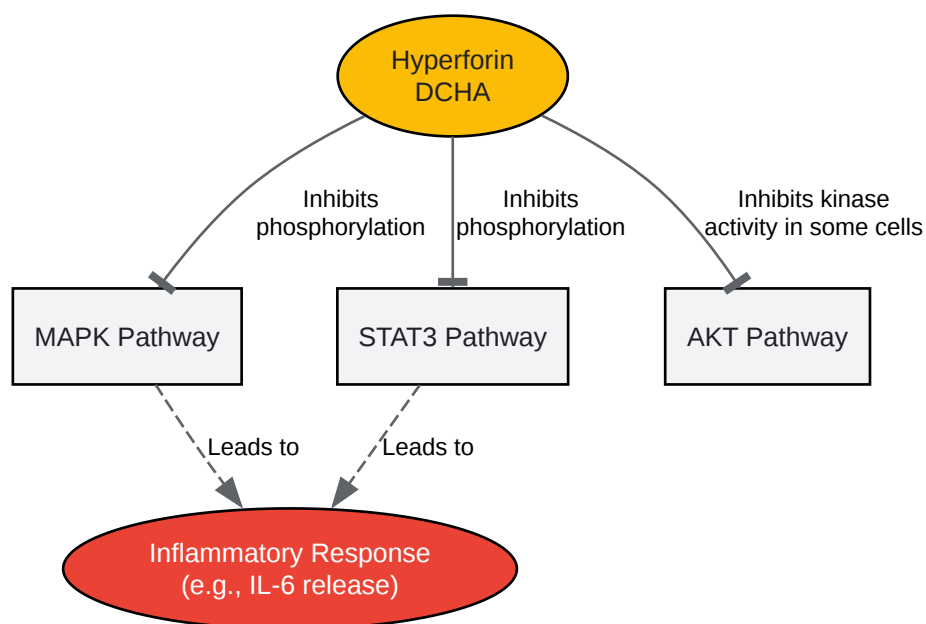 Hyperforin
DCHA
Inhibits
phosphorylation
Inhibits
phosphorylation
Inhibits kinase
activity in some cells
MAPK Pathway
STAT3 Pathway
AKT Pathway
Leads to
Leads to
Inflammatory Response
(e.g., IL-6 release)